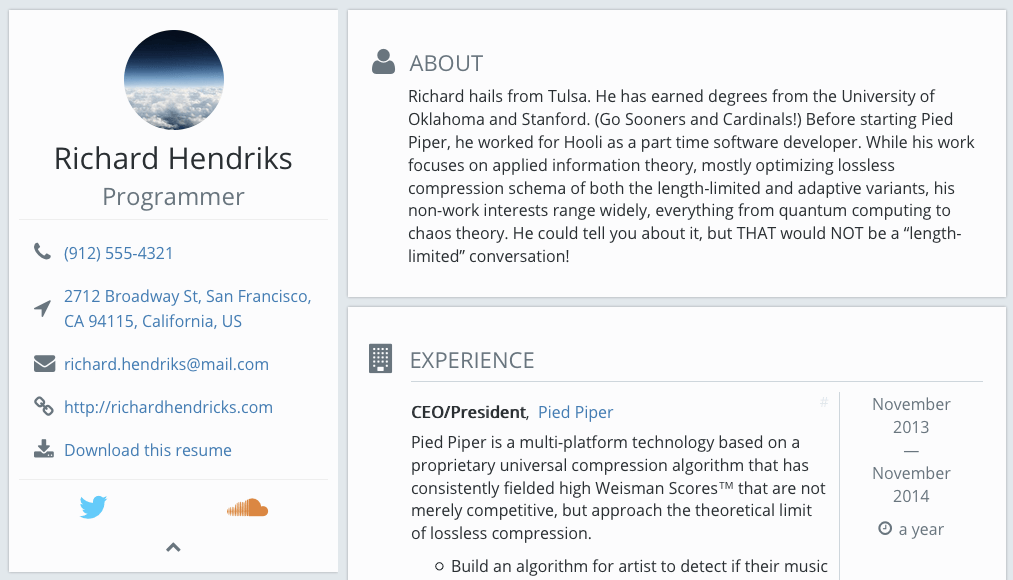 Richard Hendriks
Programmer
(912) 555-4321
2712 Broadway St, San Francisco,
CA 94115, California, US
richard.hendriks@mail.com
http://richardhendricks.com
Download this resume
ABOUT
Richard hails from Tulsa. He has earned degrees from the University of
Oklahoma and Stanford. (Go Sooners and Cardinals!) Before starting Pied
Piper, he worked for Hooli as a part time software developer. While his work
focuses on applied information theory, mostly optimizing lossless
compression schema of both the length-limited and adaptive variants, his
non-work interests range widely, everything from quantum computing to
chaos theory. He could tell you about it, but THAT would NOT be a “length-
limited” conversation!
EXPERIENCE
CEO/President, Pied Piper
#
Pied Piper is a multi-platform technology based on a
proprietary universal compression algorithm that has
consistently fielded high Weisman Scores™ that are not
merely competitive, but approach the theoretical limit
of lossless compression.
Build an algorithm for artist to detect if their music
November
2013
—
November
2014
a year